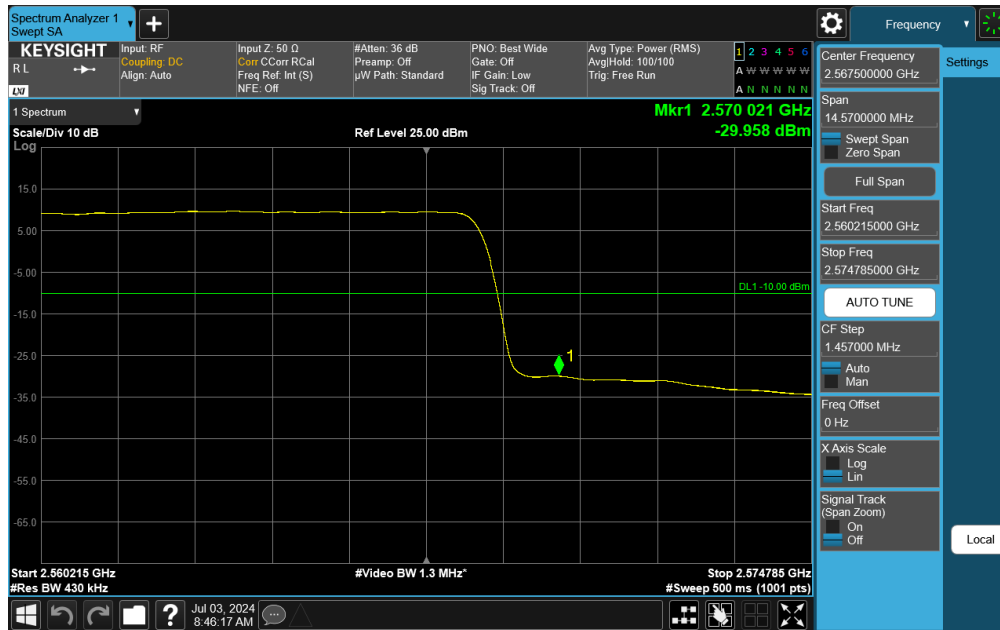 Spectrum Analyzer 1
Swept SA
+
Frequency
KEYSIGHT
R L
LXI
Input: RF
Coupling: DC
Align: Auto
Input Z: 50 Ω
Corr CCorr RCal
Freq Ref: Int (S)
NFE: Off
#Atten: 36 dB
Preamp: Off
µW Path: Standard
PNO: Best Wide
Gate: Off
IF Gain: Low
Sig Track: Off
Avg Type: Power (RMS)
Avg|Hold: 100/100
Trig: Free Run
1 2 3 4 5 6
A W W W W W
A N N N N N
1 Spectrum
Mkr1 2.570 021 GHz
-29.958 dBm
Scale/Div 10 dB
Ref Level 25.00 dBm
Log
15.0
5.00
-5.00
-15.0
-25.0
-35.0
-45.0
-55.0
-65.0
DL1 -10.00 dBm
1
Start 2.560215 GHz
#Res BW 430 kHz
#Video BW 1.3 MHz*
Stop 2.574785 GHz
#Sweep 500 ms (1001 pts)
Center Frequency
2.567500000 GHz
Span
14.5700000 MHz
Swept Span
Zero Span
Full Span
Start Freq
2.560215000 GHz
Stop Freq
2.574785000 GHz
AUTO TUNE
CF Step
1.457000 MHz
Auto
Man
Freq Offset
0 Hz
X Axis Scale
Log
Lin
Signal Track
(Span Zoom)
On
Off
Settings
Local
?
Jul 03, 2024
8:46:17 AM